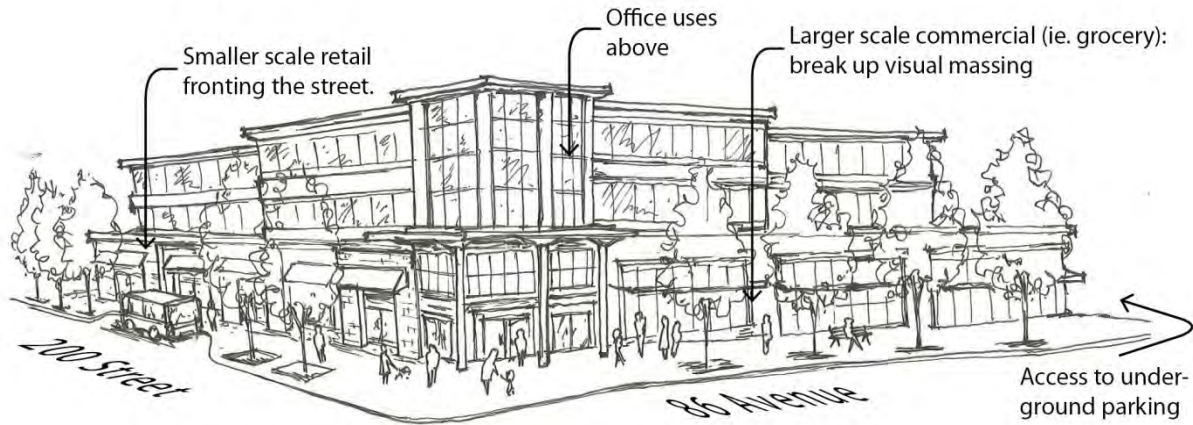 Smaller scale retail
fronting the street.
Office uses
above
Larger scale commercial (ie. grocery):
break up visual massing
200 Street
86 Avenue
Access to under-
ground parking